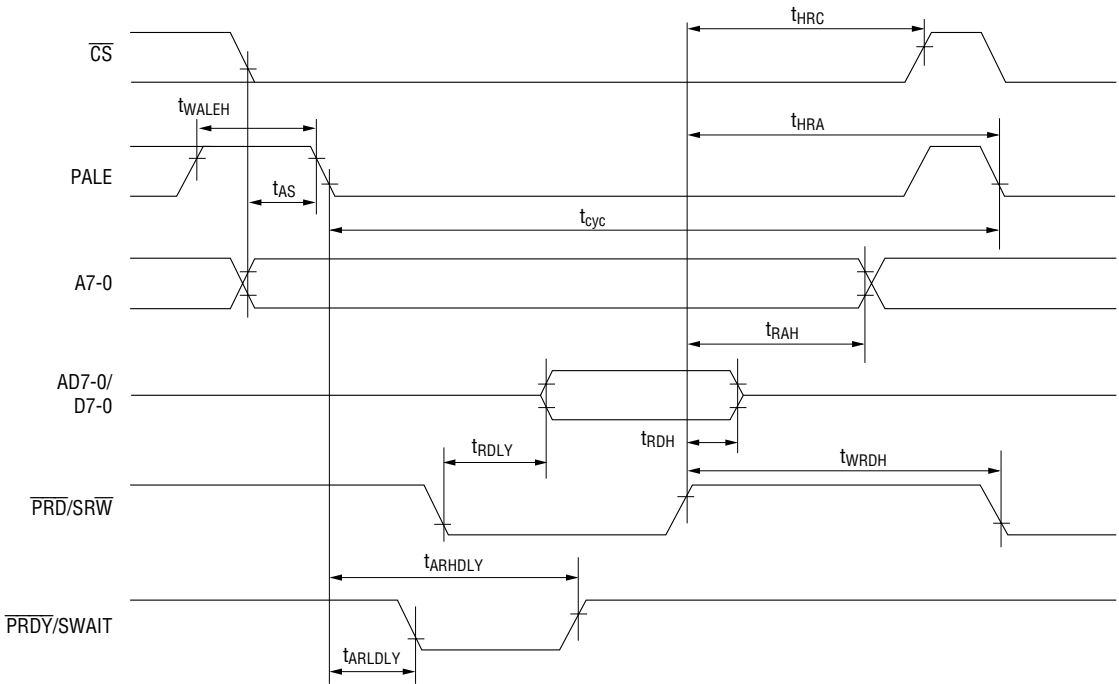 tHRC
CS
tWALEH
tHRA
PALE
tAS
tcyc
A7-0
tRAH
AD7-0/
D7-0
tRDLY
tRDH
tWRDH
PRD/SRW
tARHDLY
PRDY/SWAIT
tARLDLY